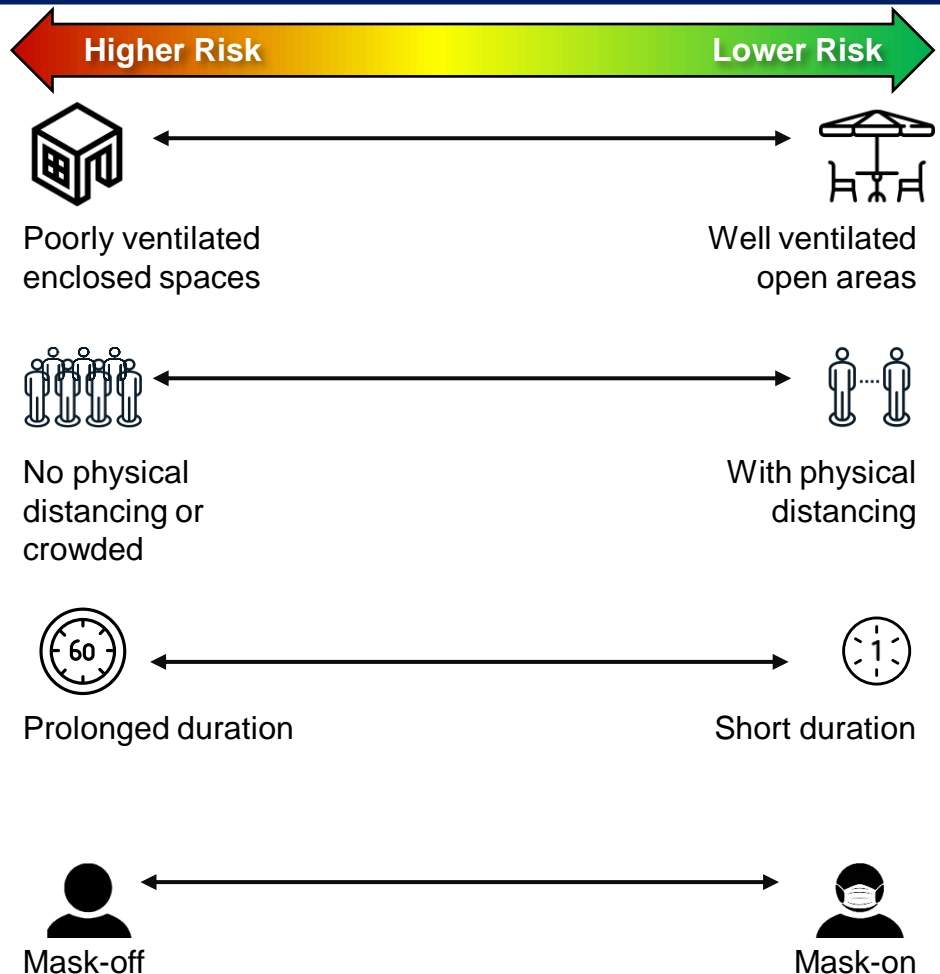 Higher Risk
Lower Risk
Poorly ventilated
enclosed spaces
Well ventilated
open areas
No physical
distancing or
crowded
With physical
distancing
60
1
Prolonged duration
Short duration
Mask-off
Mask-on